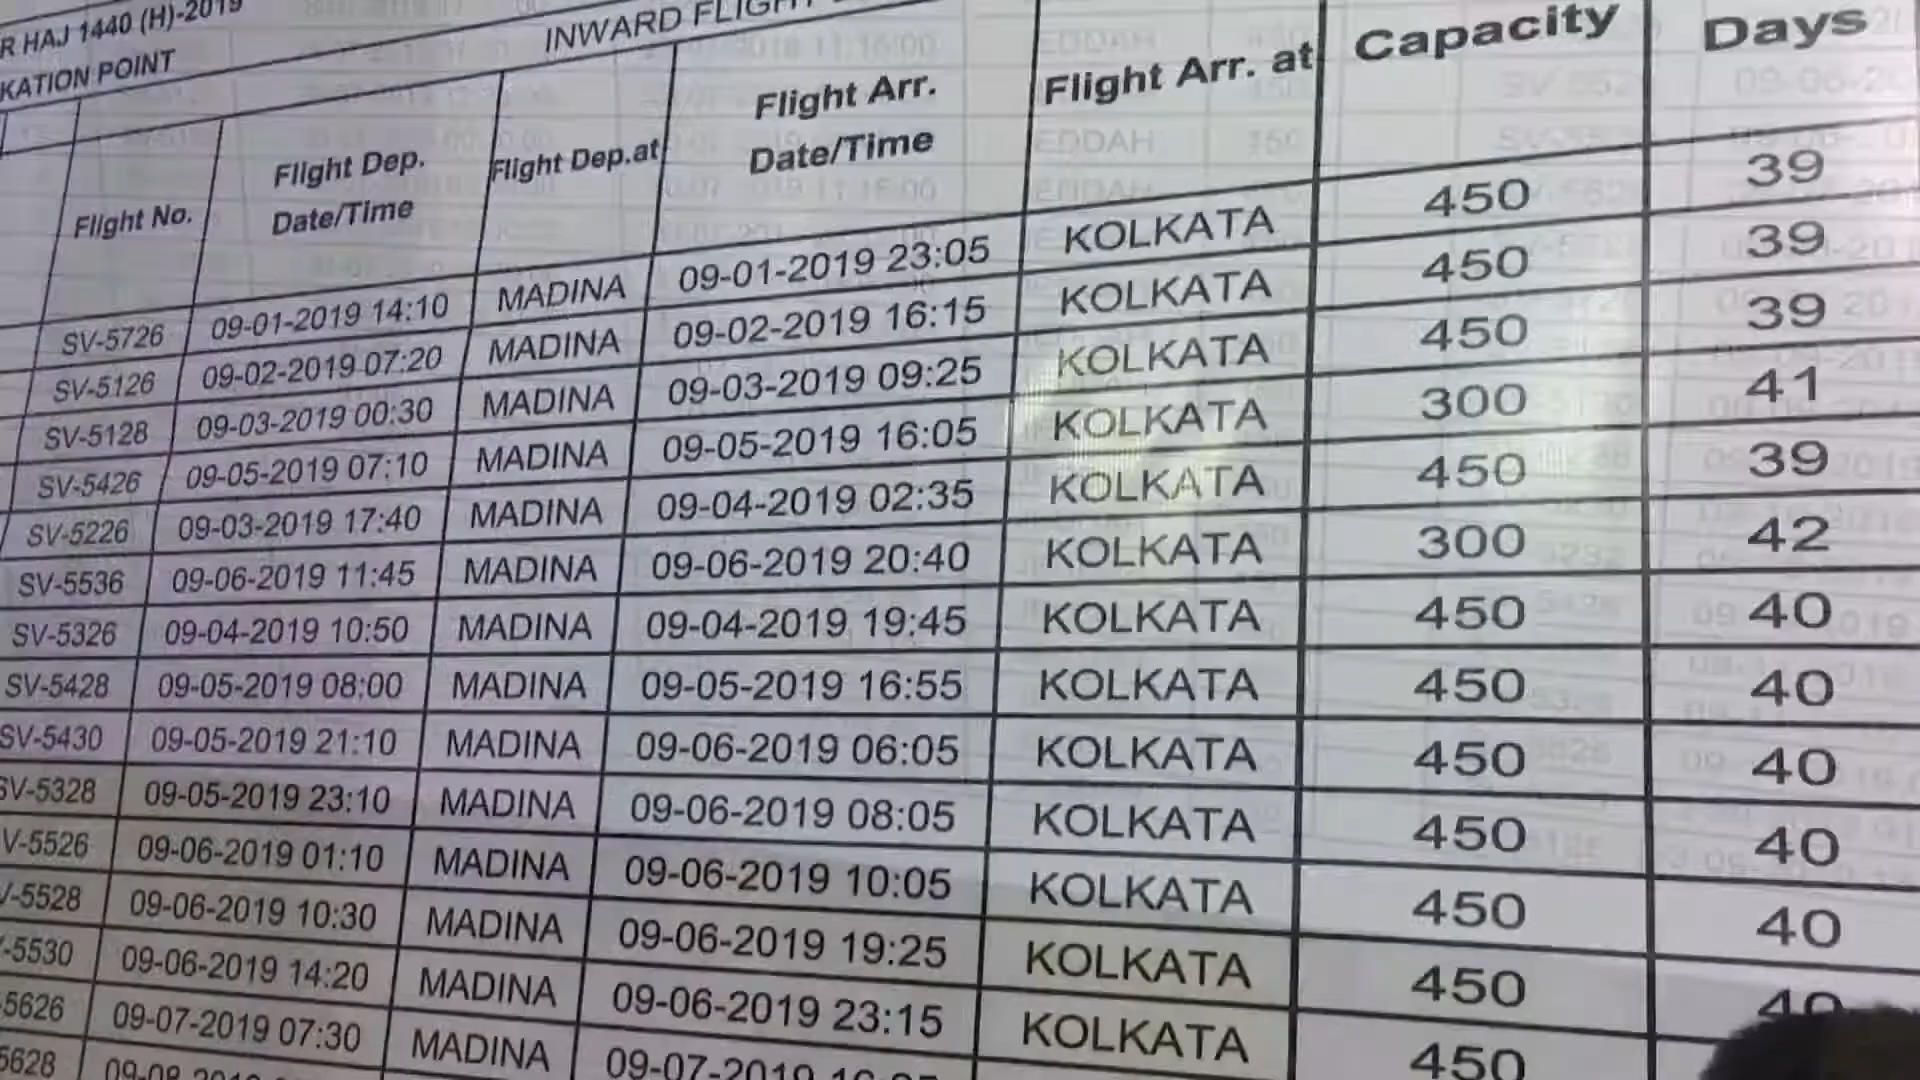 R HAJ 1440 (H)-2019
KATION POINT
INWARD FLIGHT
Flight No. Flight Dep. Date/Time Flight Dep.at Flight Arr. Date/Time Flight Arr. at Capacity Days
SV-5726 09-01-2019 14:10 MADINA 09-01-2019 23:05 KOLKATA 450 39
SV-5126 09-02-2019 07:20 MADINA 09-02-2019 16:15 KOLKATA 450 39
SV-5128 09-03-2019 00:30 MADINA 09-03-2019 09:25 KOLKATA 450 39
SV-5426 09-05-2019 07:10 MADINA 09-05-2019 16:05 KOLKATA 300 41
SV-5226 09-03-2019 17:40 MADINA 09-04-2019 02:35 KOLKATA 450 39
SV-5536 09-06-2019 11:45 MADINA 09-06-2019 20:40 KOLKATA 300 42
SV-5326 09-04-2019 10:50 MADINA 09-04-2019 19:45 KOLKATA 450 40
SV-5428 09-05-2019 08:00 MADINA 09-05-2019 16:55 KOLKATA 450 40
SV-5430 09-05-2019 21:10 MADINA 09-06-2019 06:05 KOLKATA 450 40
SV-5328 09-05-2019 23:10 MADINA 09-06-2019 08:05 KOLKATA 450 40
V-5526 09-06-2019 01:10 MADINA 09-06-2019 10:05 KOLKATA 450 40
-5528 09-06-2019 10:30 MADINA 09-06-2019 19:25 KOLKATA 450 40
-5530 09-06-2019 14:20 MADINA 09-06-2019 23:15 KOLKATA 450
5626 09-07-2019 07:30 MADINA 09-07-2019
5628